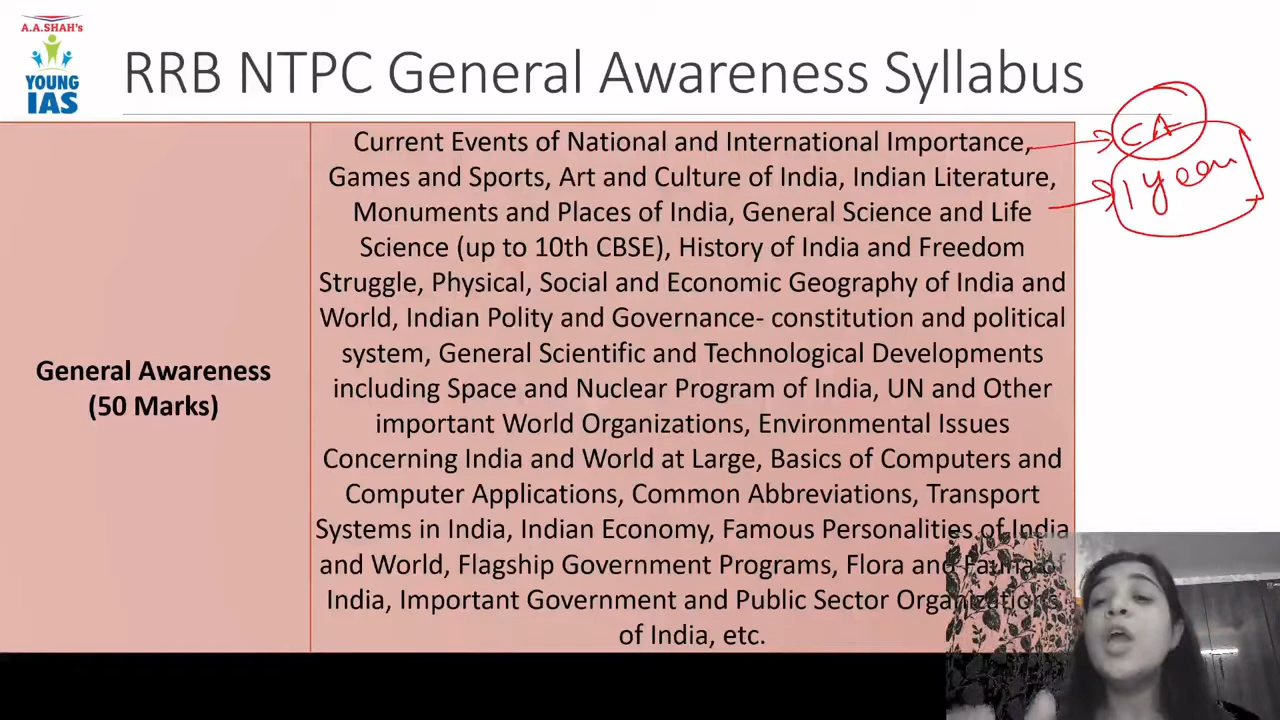 A.A.SHAH's
YOUNG
IAS
RRB NTPC General Awareness Syllabus
General Awareness
(50 Marks)
Current Events of National and International Importance,
Games and Sports, Art and Culture of India, Indian Literature,
Monuments and Places of India, General Science and Life
Science (up to 10th CBSE), History of India and Freedom
Struggle, Physical, Social and Economic Geography of India and
World, Indian Polity and Governance- constitution and political
system, General Scientific and Technological Developments
including Space and Nuclear Program of India, UN and Other
important World Organizations, Environmental Issues
Concerning India and World at Large, Basics of Computers and
Computer Applications, Common Abbreviations, Transport
Systems in India, Indian Economy, Famous Personalities of India
and World, Flagship Government Programs, Flora and Fauna of
India, Important Government and Public Sector Organizations
of India, etc.
CA
1 Year